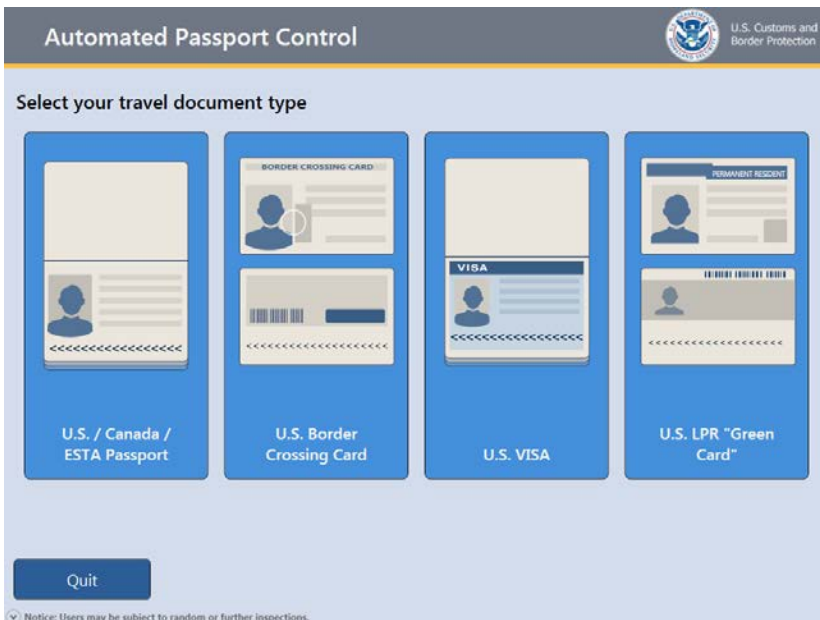 Automated Passport Control
U.S. Customs and
Border Protection
Select your travel document type
BORDER CROSSING CARD
PERMANENT RESIDENT
VISA
<<<<<<<<<<<<<<<<<
<<<<<<<<<<<<<<<<<<<<<
<<<<<<<<<<<<<<<<<
<<<<<<<<<<<<<<<<<<<
U.S. / Canada /
ESTA Passport
U.S. Border
Crossing Card
U.S. VISA
U.S. LPR "Green
Card"
Quit
Notice: Users may be subject to random or further inspections.